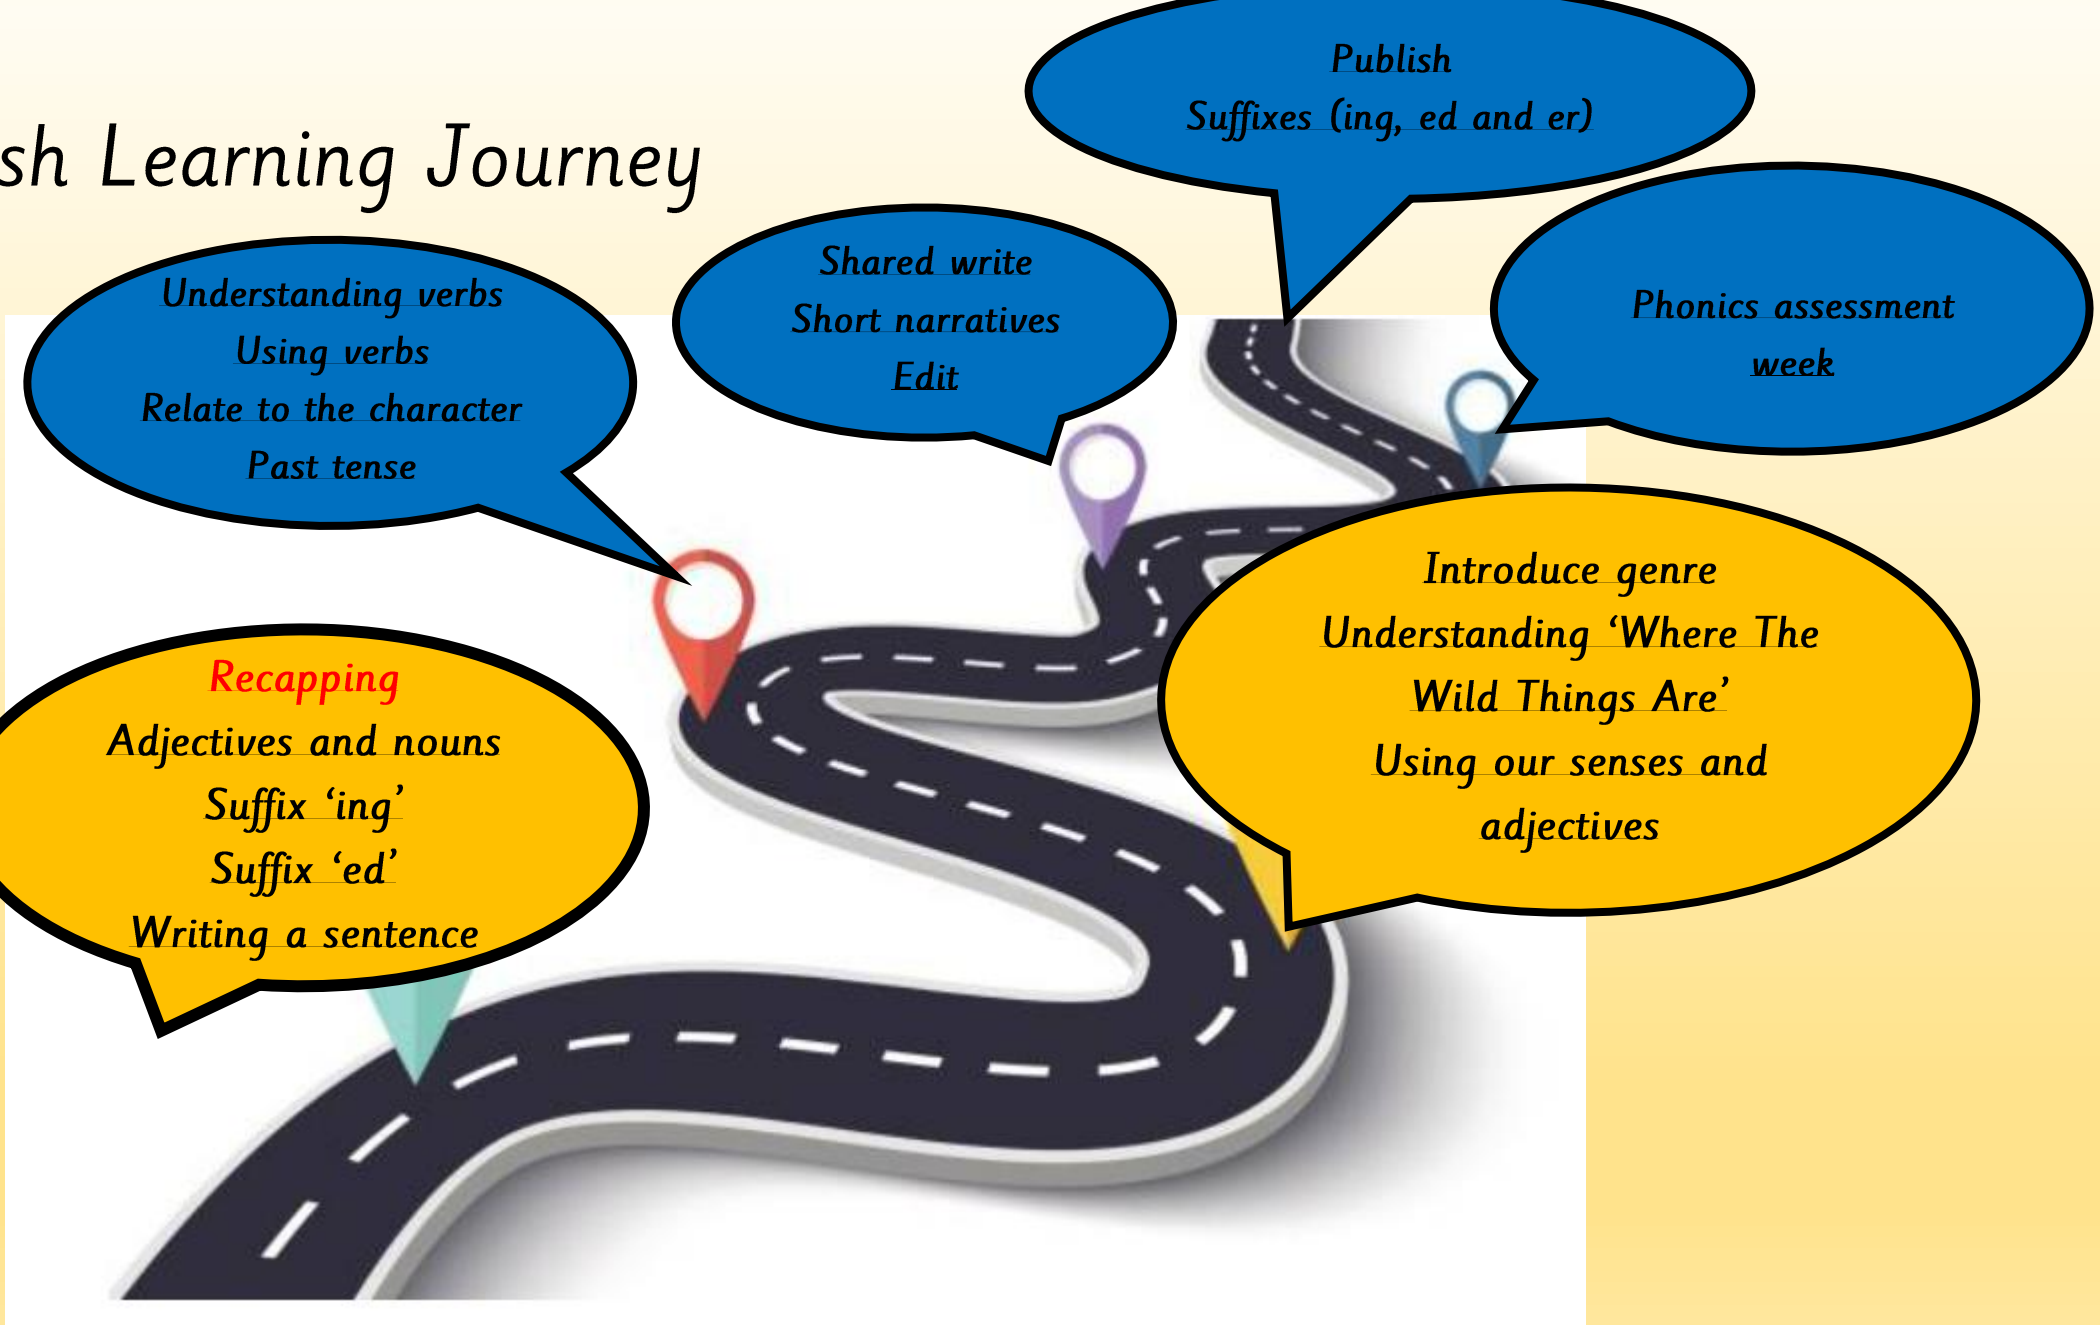 sh Learning Journey
Publish
Suffixes (ing, ed and er)
Understanding verbs
Using verbs
Relate to the character
Past tense
Shared write
Short narratives
Edit
Phonics assessment
week
Recapping
Adjectives and nouns
Suffix ‘ing’
Suffix ‘ed’
Writing a sentence
Introduce genre
Understanding ‘Where The
Wild Things Are’
Using our senses and
adjectives